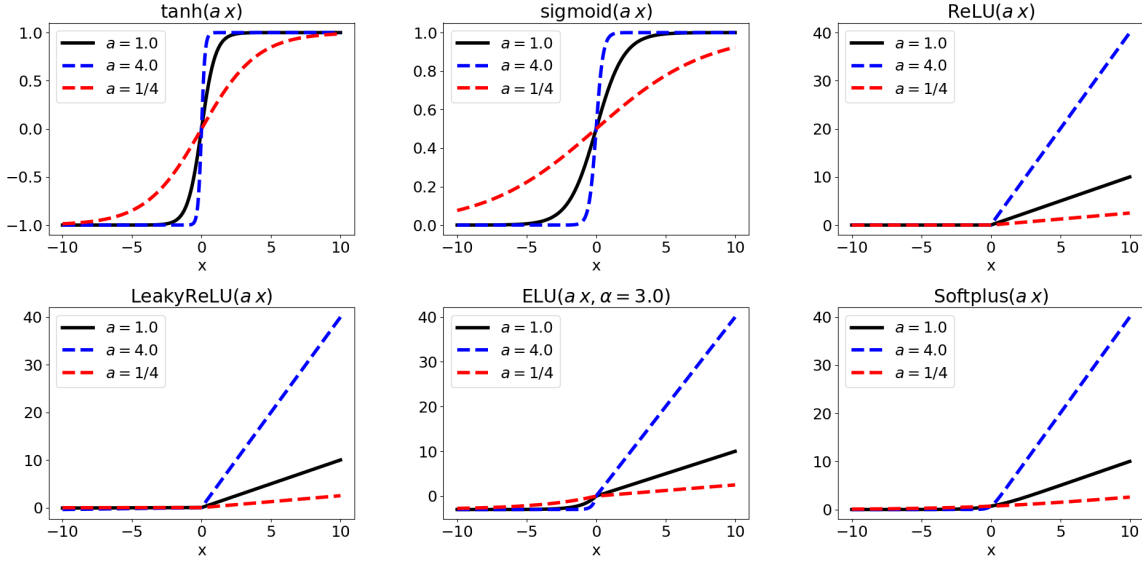 tanh(a x)
1.0
0.5
0.0
−0.5
−1.0
a = 1.0
a = 4.0
a = 1/4
−10 −5 0 5 10
x
sigmoid(a x)
1.0
0.8
0.6
0.4
0.2
0.0
a = 1.0
a = 4.0
a = 1/4
−10 −5 0 5 10
x
ReLU(a x)
40
30
20
10
0
a = 1.0
a = 4.0
a = 1/4
−10 −5 0 5 10
x
LeakyReLU(a x)
40
30
20
10
0
a = 1.0
a = 4.0
a = 1/4
−10 −5 0 5 10
x
ELU(a x, α = 3.0)
40
30
20
10
0
a = 1.0
a = 4.0
a = 1/4
−10 −5 0 5 10
x
Softplus(a x)
40
30
20
10
0
a = 1.0
a = 4.0
a = 1/4
−10 −5 0 5 10
x